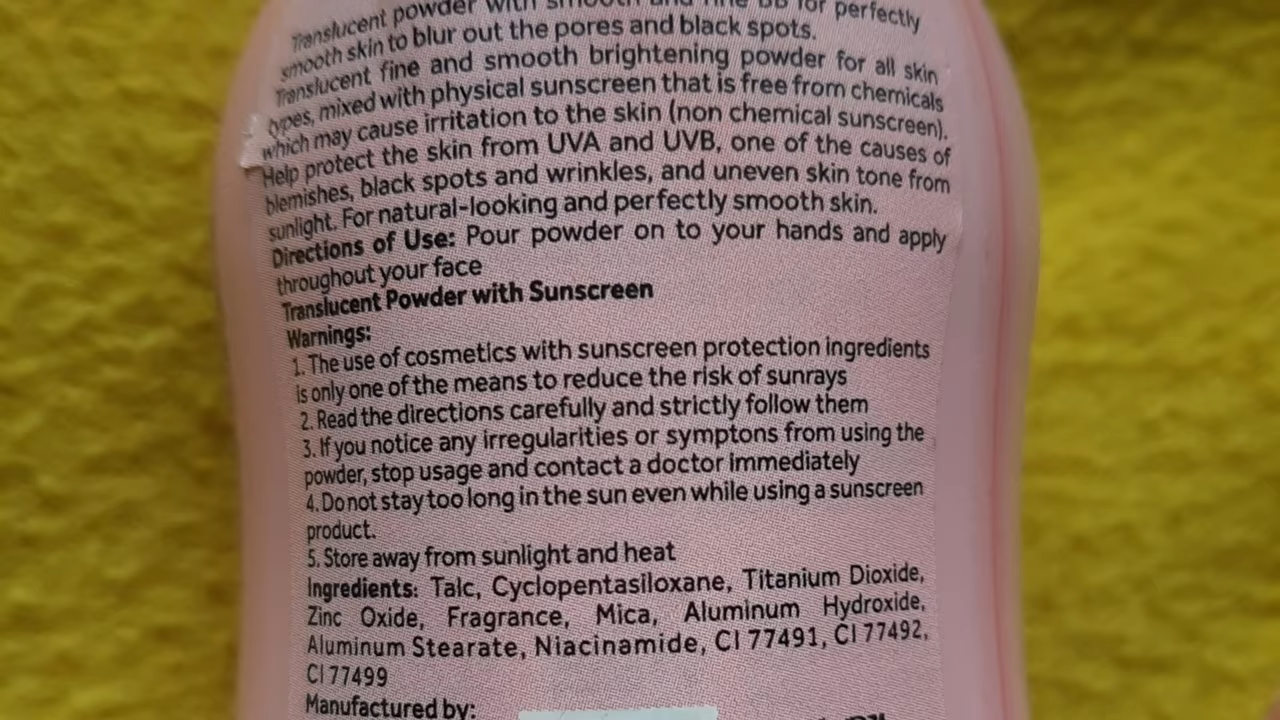 Translucent powder with smooth and fine BB for perfectly
smooth skin to blur out the pores and black spots.
Translucent fine and smooth brightening powder for all skin
types, mixed with physical sunscreen that is free from chemicals
which may cause irritation to the skin (non chemical sunscreen).
Help protect the skin from UVA and UVB, one of the causes of
blemishes, black spots and wrinkles, and uneven skin tone from
sunlight. For natural-looking and perfectly smooth skin.
Directions of Use: Pour powder on to your hands and apply
throughout your face
Translucent Powder with Sunscreen
Warnings:
1. The use of cosmetics with sunscreen protection ingredients
is only one of the means to reduce the risk of sunrays
2. Read the directions carefully and strictly follow them
3. If you notice any irregularities or symptons from using the
powder, stop usage and contact a doctor immediately
4. Do not stay too long in the sun even while using a sunscreen
product.
5. Store away from sunlight and heat
Ingredients: Talc, Cyclopentasiloxane, Titanium Dioxide,
Zinc Oxide, Fragrance, Mica, Aluminum Hydroxide,
Aluminum Stearate, Niacinamide, CI 77491, CI 77492,
CI 77499
Manufactured by: